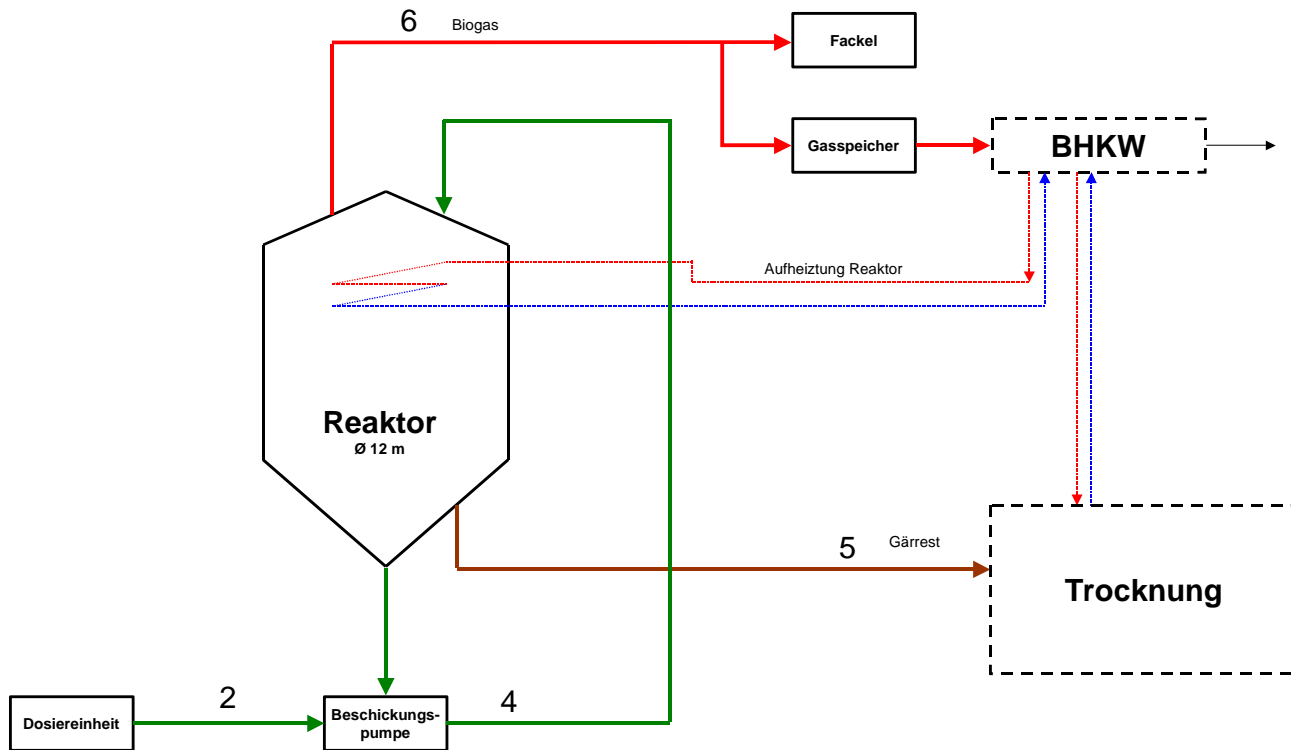 6 Biogas
Fackel
Gasspeicher
BHKW
Aufheiztung Reaktor
Reaktor
Ø 12 m
5 Gärrest
Trocknung
2
4
Dosiereinheit
Beschickungs-
pumpe